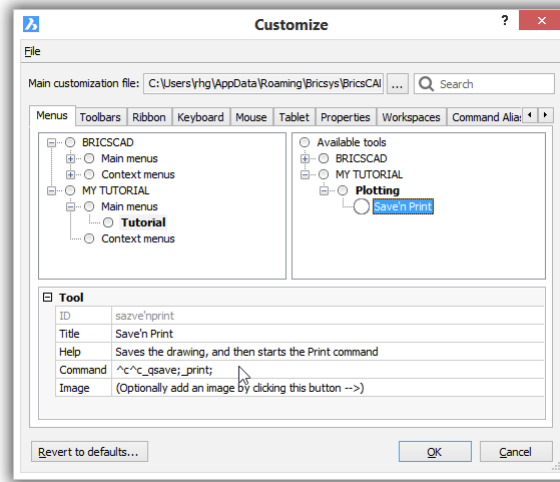 Customize
File
Main customization file: C:\Users\rhg\AppData\Roaming\Bricsys\BricsCAI ... Search
Menus Toolbars Ribbon Keyboard Mouse Tablet Properties Workspaces Command Alia:
BRICSCAD
Main menus
Context menus
MY TUTORIAL
Main menus
Tutorial
Context menus
Available tools
BRICSCAD
MY TUTORIAL
Plotting
Save'n Print
Tool
ID sazve'nprint
Title Save'n Print
Help Saves the drawing, and then starts the Print command
Command ^c^c_qsave;_print;
Image (Optionally add an image by clicking this button -->)
Revert to defaults... OK Cancel